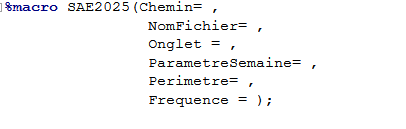 %macro SAE2025(Chemin= ,
NomFichier= ,
Onglet = ,
ParametreSemaine= ,
Perimetre= ,
Frequence = );